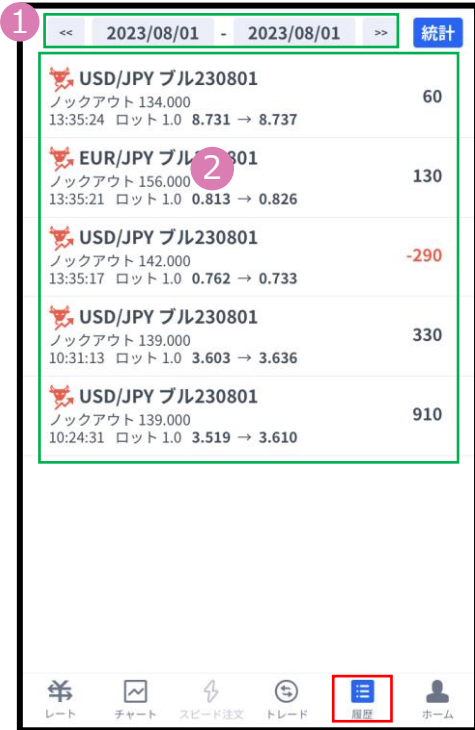 1
<< 2023/08/01 - 2023/08/01 >> 統計
USD/JPY ブル230801
ノックアウト 134.000
60
13:35:24 ロット 1.0 8.731 → 8.737
EUR/JPY ブル 801
2
ノックアウト 156.000
130
13:35:21 ロット 1.0 0.813 → 0.826
USD/JPY ブル230801
ノックアウト 142.000
-290
13:35:17 ロット 1.0 0.762 → 0.733
USD/JPY ブル230801
ノックアウト 139.000
330
10:31:13 ロット 1.0 3.603 → 3.636
USD/JPY ブル230801
ノックアウト 139.000
910
10:24:31 ロット 1.0 3.519 → 3.610
レート チャート スピード注文 トレード 履歴 ホーム